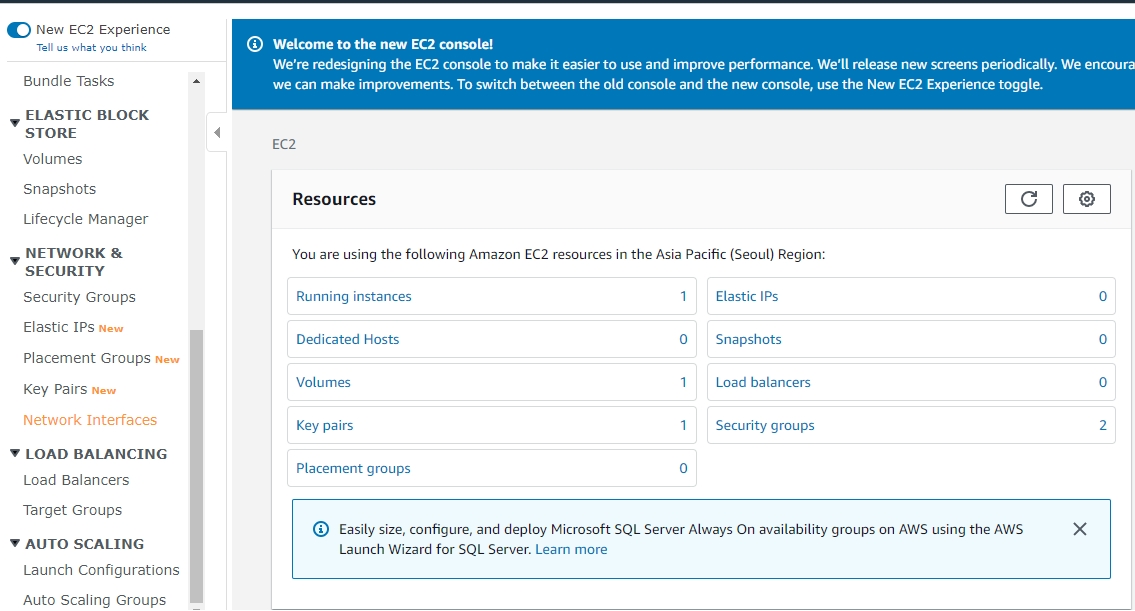 New EC2 Experience
Tell us what you think
Bundle Tasks
ELASTIC BLOCK
STORE
Volumes
Snapshots
Lifecycle Manager
NETWORK &
SECURITY
Security Groups
Elastic IPs New
Placement Groups New
Key Pairs New
Network Interfaces
LOAD BALANCING
Load Balancers
Target Groups
AUTO SCALING
Launch Configurations
Auto Scaling Groups
Welcome to the new EC2 console!
We're redesigning the EC2 console to make it easier to use and improve performance. We'll release new screens periodically. We encoura
we can make improvements. To switch between the old console and the new console, use the New EC2 Experience toggle.
EC2
Resources
You are using the following Amazon EC2 resources in the Asia Pacific (Seoul) Region:
Running instances 1
Elastic IPs 0
Dedicated Hosts 0
Snapshots 0
Volumes 1
Load balancers 0
Key pairs 1
Security groups 2
Placement groups 0
Easily size, configure, and deploy Microsoft SQL Server Always On availability groups on AWS using the AWS
Launch Wizard for SQL Server. Learn more